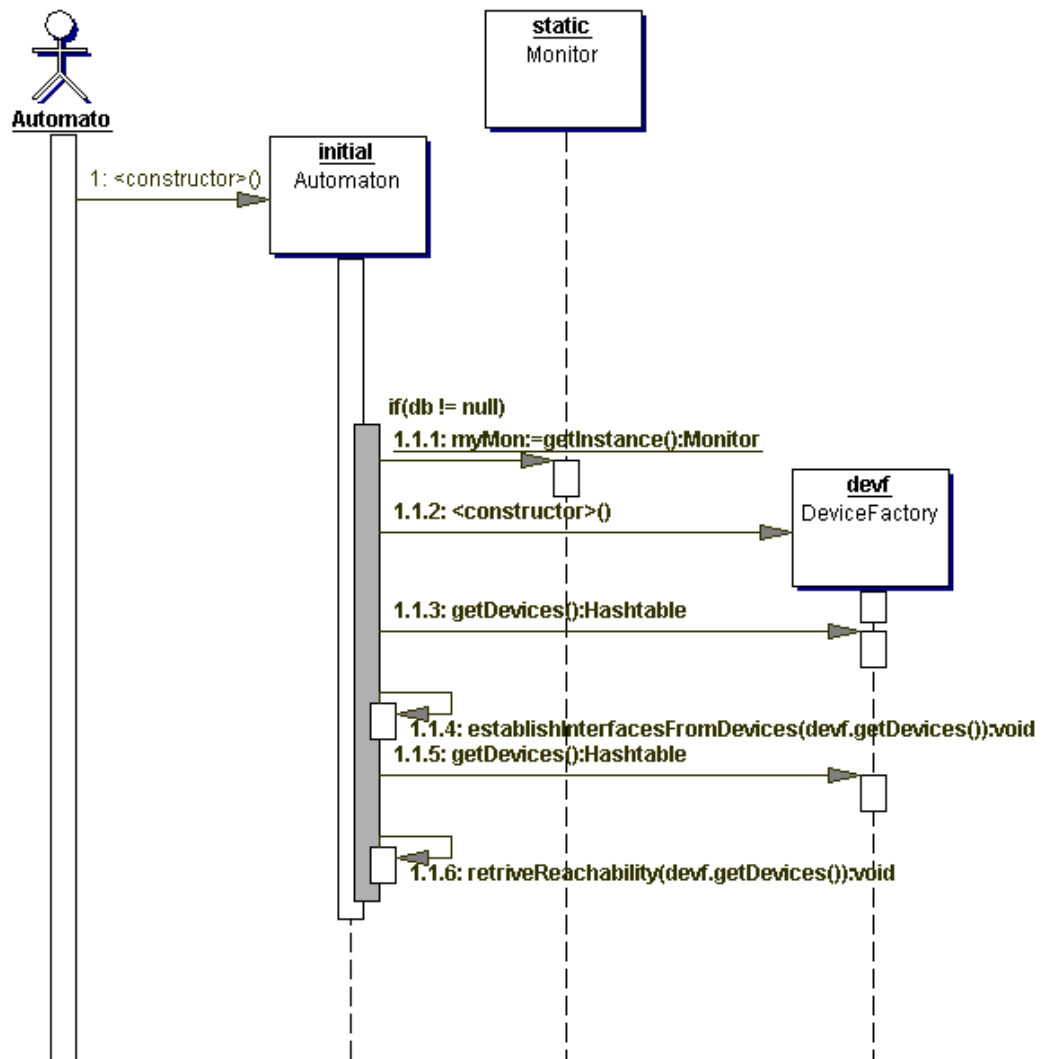 static
Monitor
Automato
initial
Automaton
1: <constructor>()
if(db != null)
1.1.1: myMon:=getInstance():Monitor
devf
DeviceFactory
1.1.2: <constructor>()
1.1.3: getDevices():Hashtable
1.1.4: establishInterfacesFromDevices(devf.getDevices()):void
1.1.5: getDevices():Hashtable
1.1.6: retriveReachability(devf.getDevices()):void